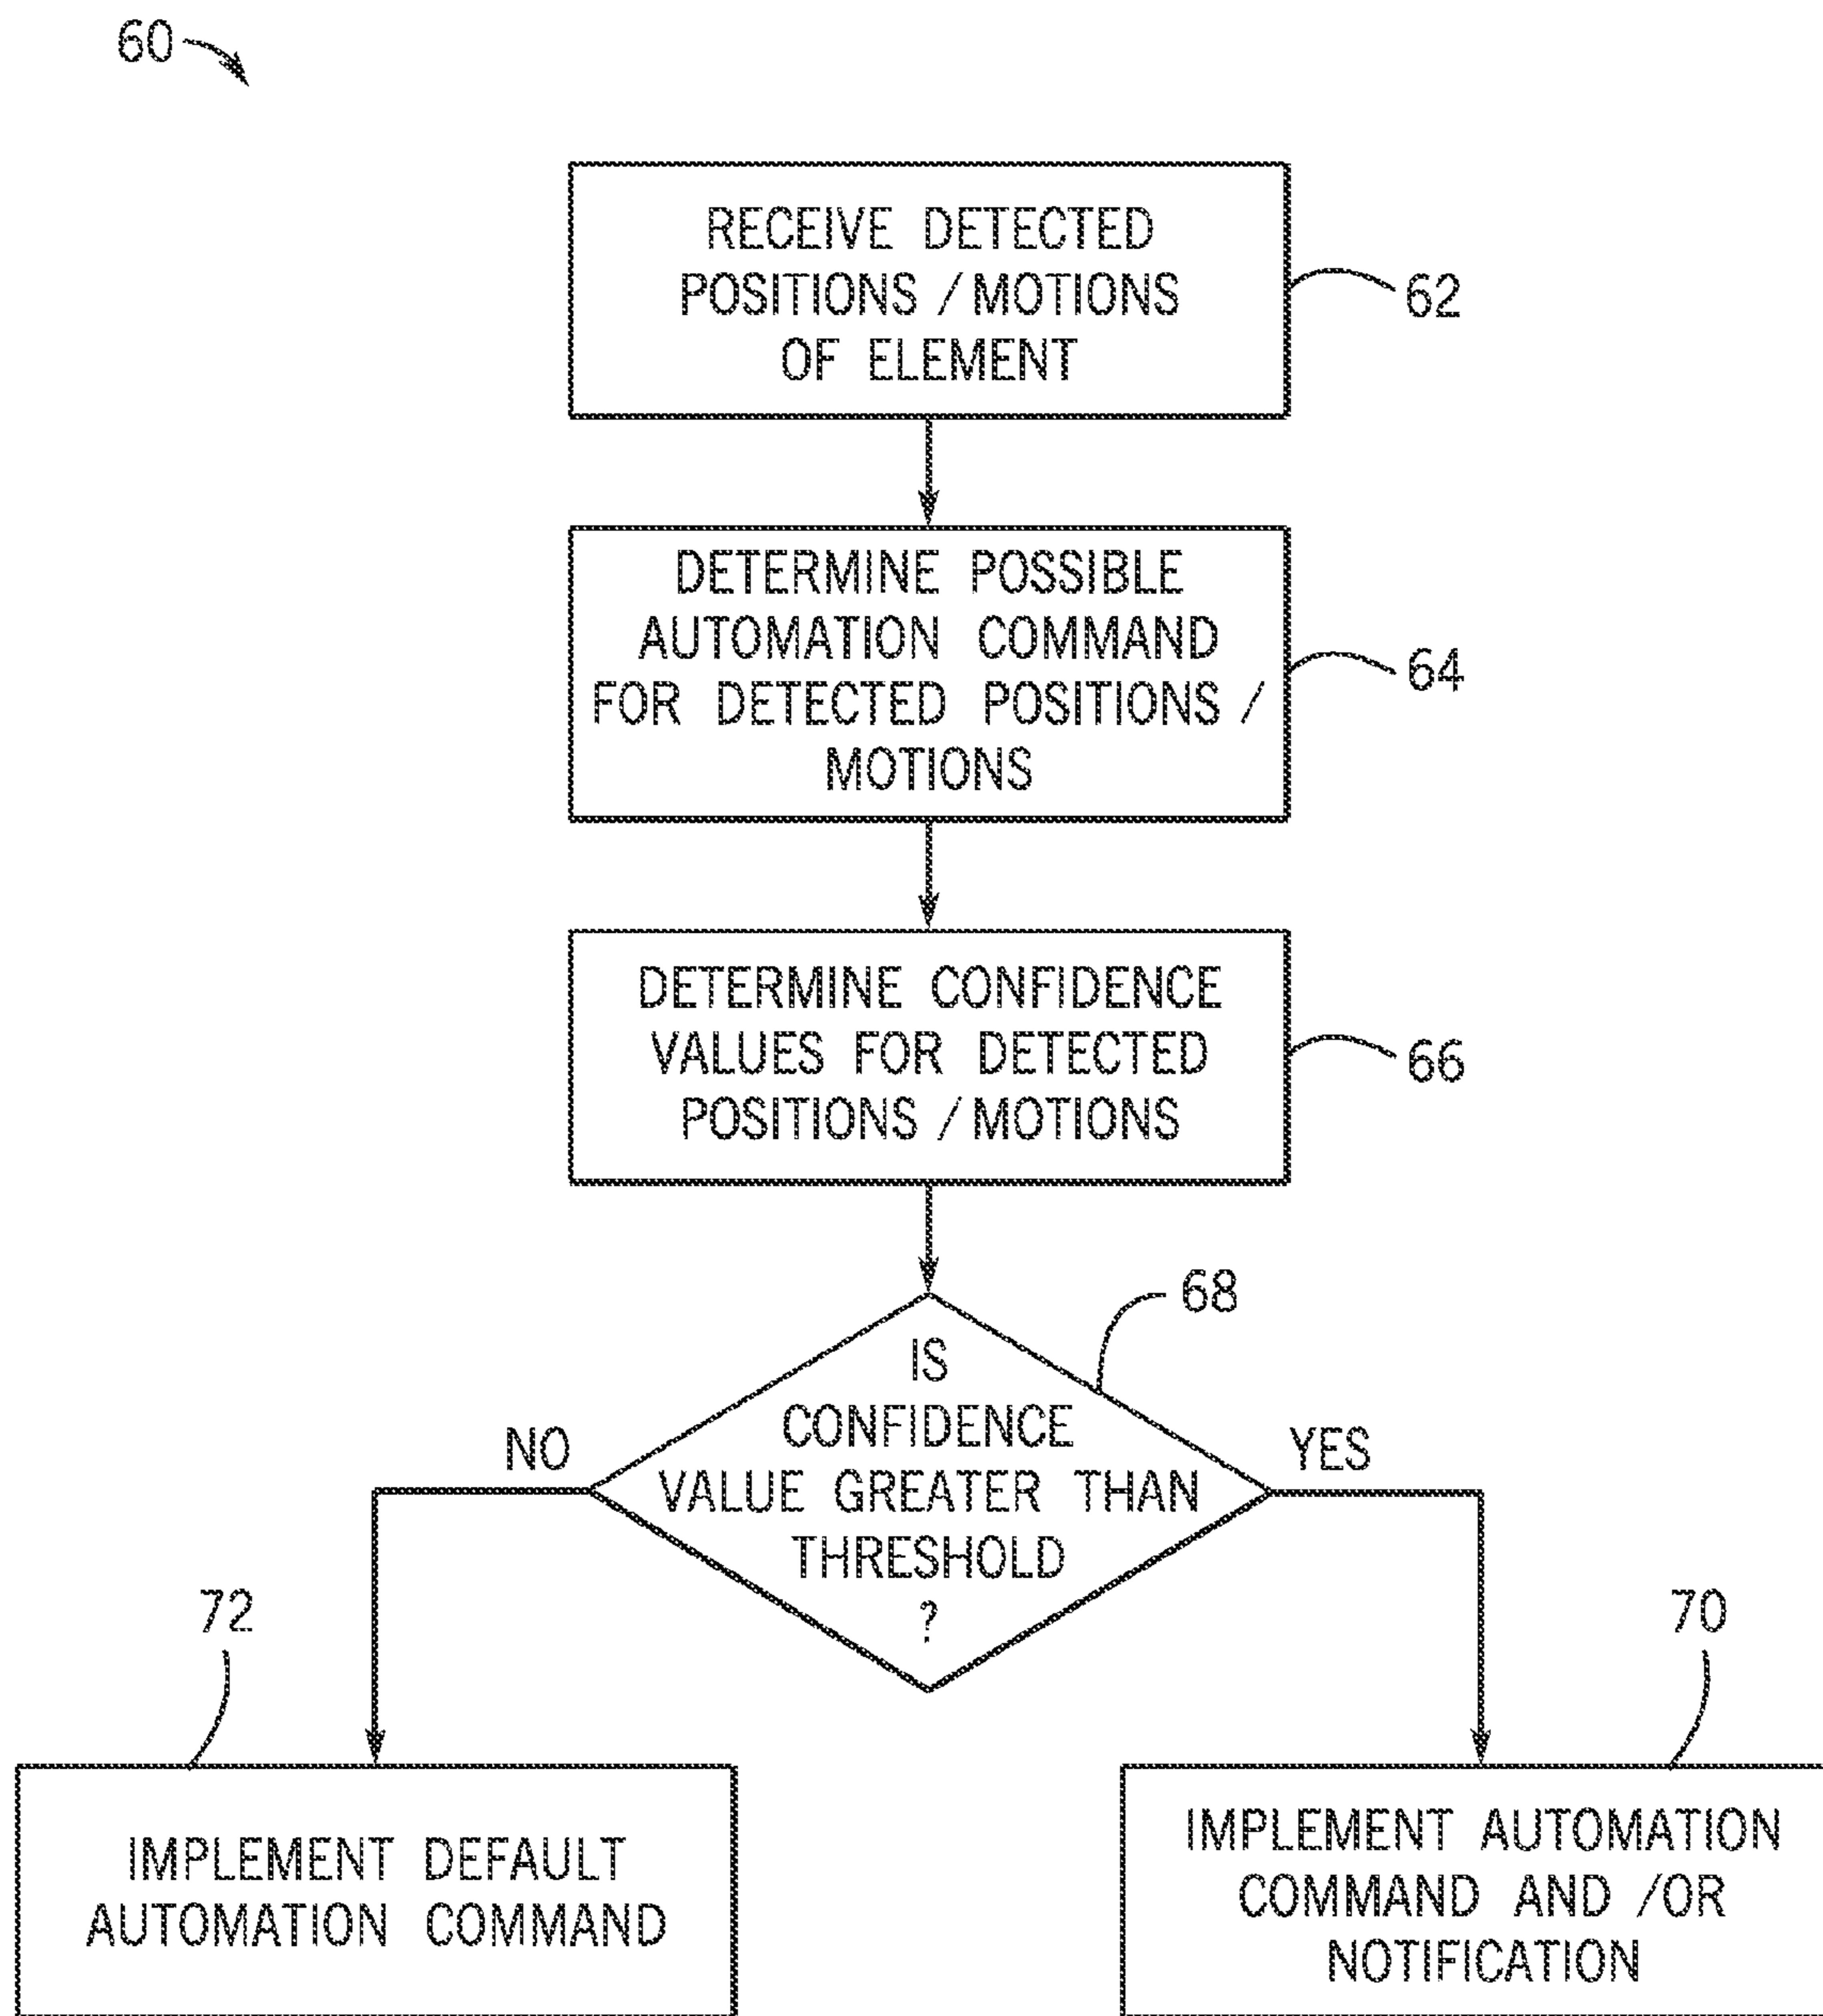 60
RECEIVE DETECTED
POSITIONS / MOTIONS
OF ELEMENT
62
DETERMINE POSSIBLE
AUTOMATION COMMAND
FOR DETECTED POSITIONS /
MOTIONS
64
DETERMINE CONFIDENCE
VALUES FOR DETECTED
POSITIONS / MOTIONS
66
68
IS
CONFIDENCE
VALUE GREATER THAN
THRESHOLD
?
NO
YES
72
70
IMPLEMENT DEFAULT
AUTOMATION COMMAND
IMPLEMENT AUTOMATION
COMMAND AND /OR
NOTIFICATION